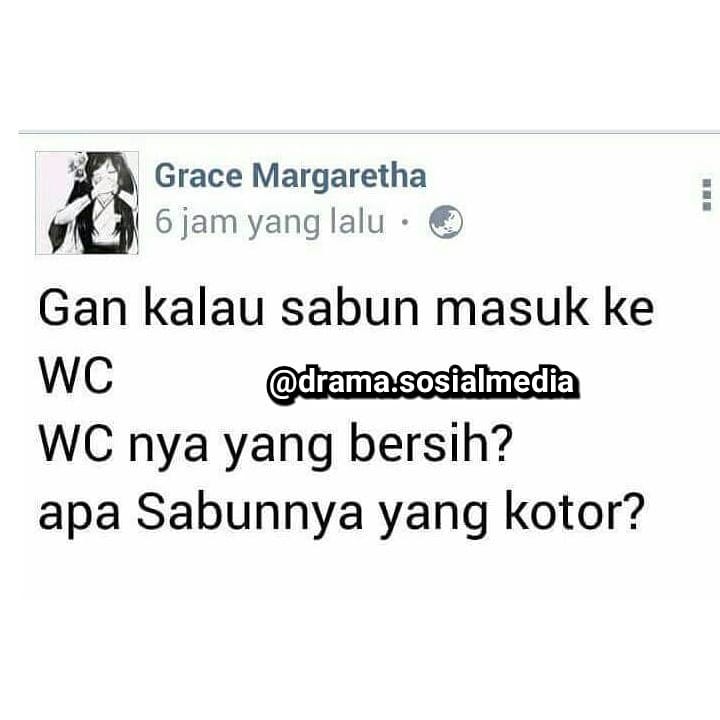 Grace Margaretha
6 jam yang lalu ·
Gan kalau sabun masuk ke
WC
@drama.sosialmedia
WC nya yang bersih?
apa Sabunnya yang kotor?